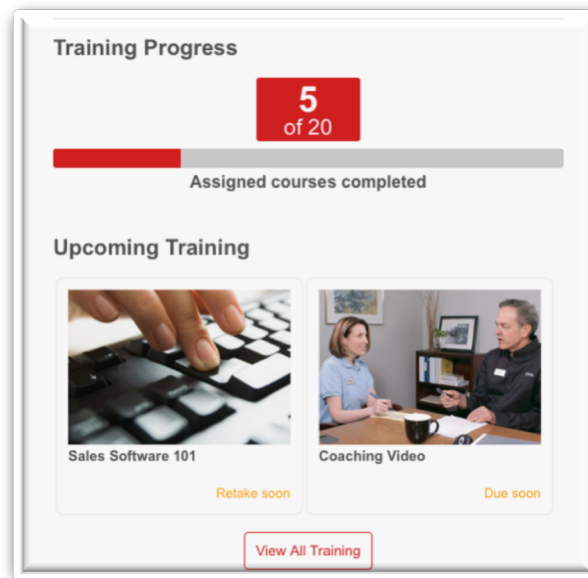 Training Progress
5
of 20
Assigned courses completed
Upcoming Training
Sales Software 101
Retake soon
Coaching Video
Due soon
View All Training